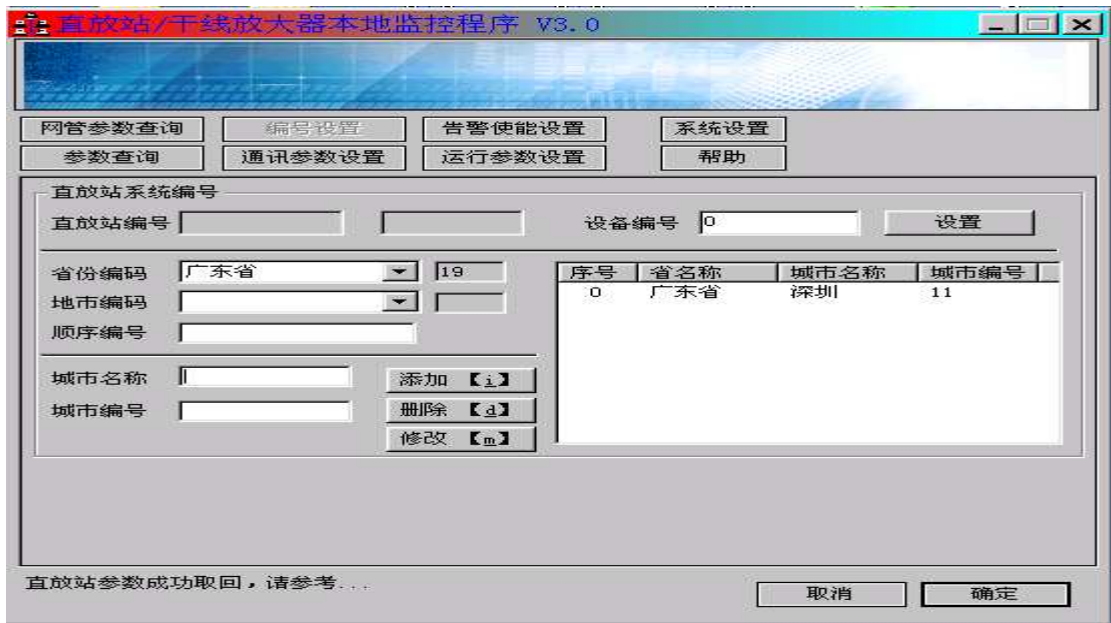 直放站/干线放大器本地监控程序 V3.0
网管参数查询 编号设置 告警使能设置 系统设置
参数查询 通讯参数设置 运行参数设置 帮助
直放站系统编号
直放站编号 设备编号 0 设置
省份编码 广东省 19
地市编码
顺序编号
城市名称 添加 【i】
城市编号 删除 【d】
修改 【m】
序号 省名称 城市名称 城市编号
0 广东省 深圳 11
直放站参数成功取回，请参考...
取消 确定